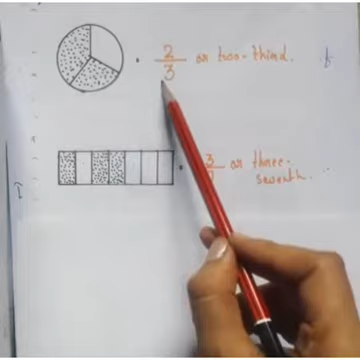 2/3 or two-third.
3/ or three-
seventh.